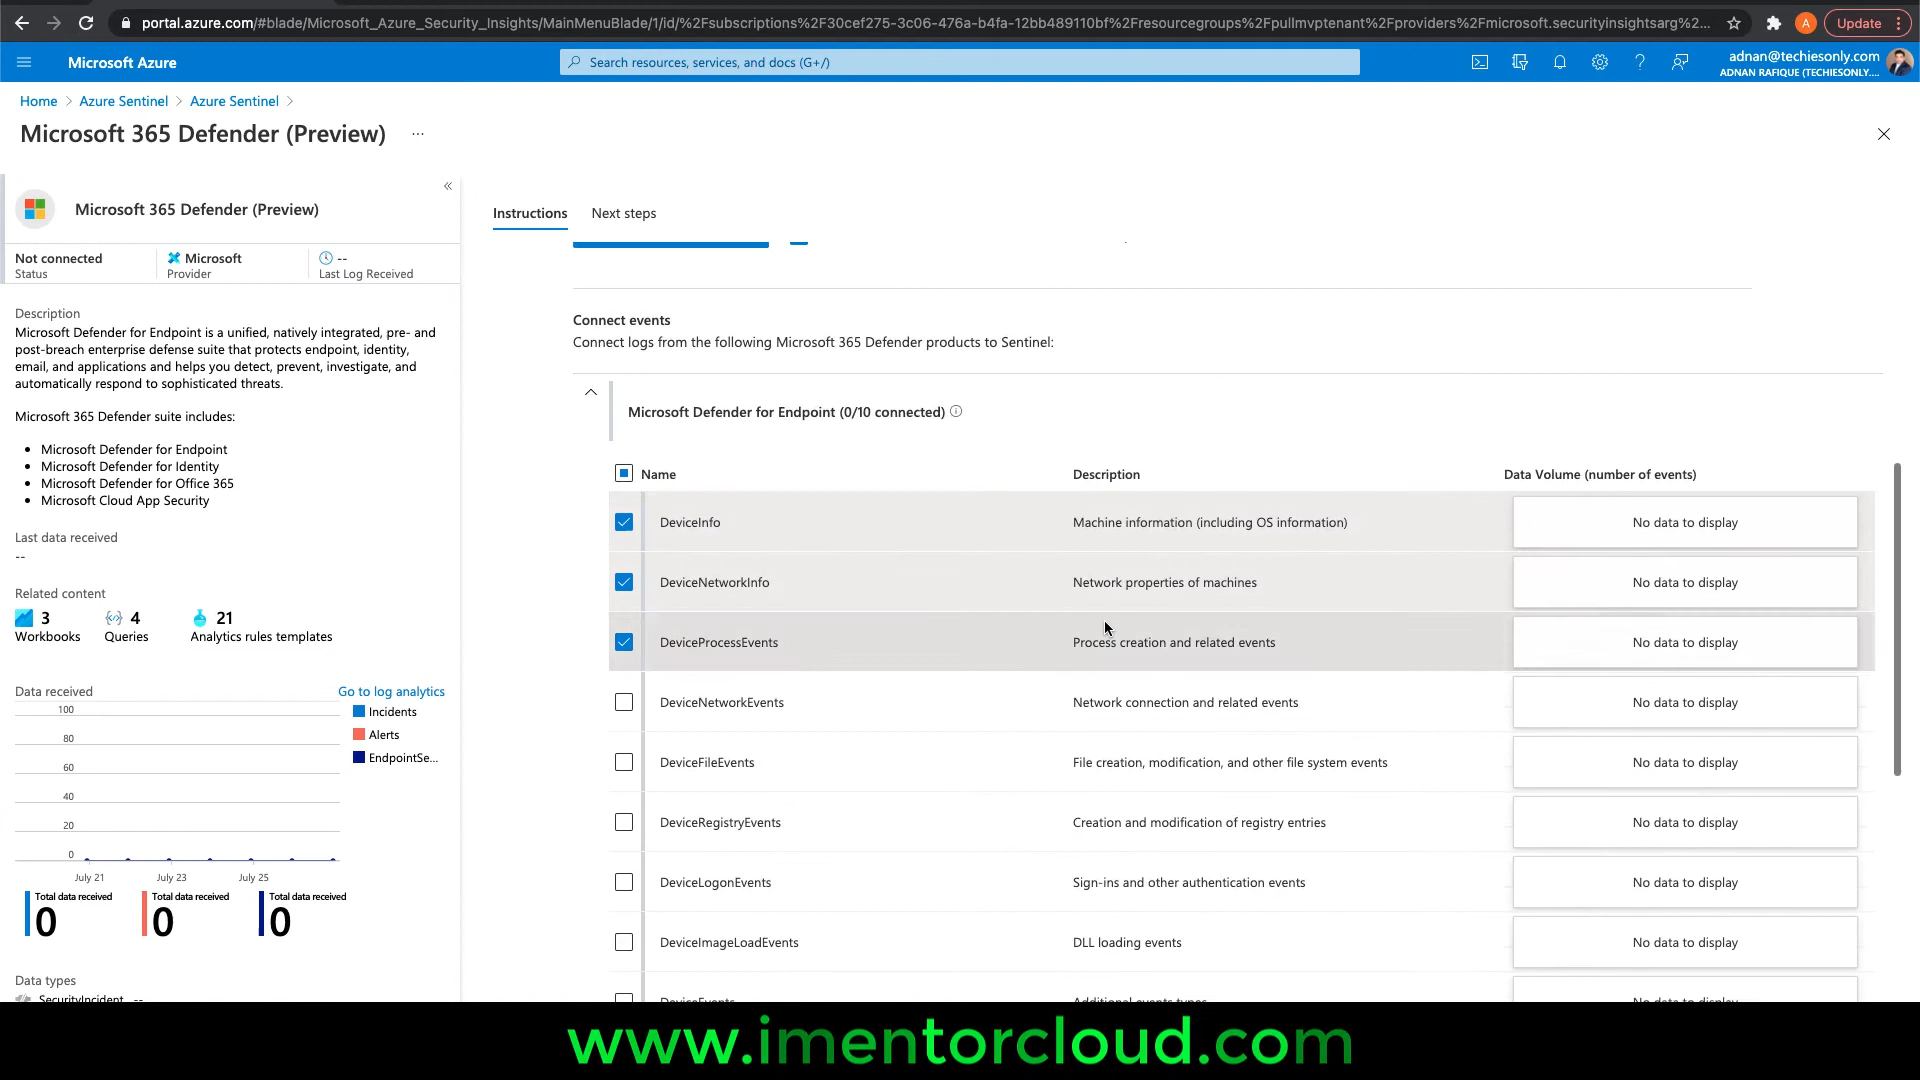 portal.azure.com/#blade/Microsoft_Azure_Security_Insights/MainMenuBlade/1/id/%2Fsubscriptions%2F30cef275-3c06-476a-b4fa-12bb489110bf%2Fresourcegroups%2Fpullmvptenant%2Fproviders%2Fmicrosoft.securityinsightsarg%2...
A
Update
Microsoft Azure
Search resources, services, and docs (G+/)
adnan@techiesonly.com
ADNAN RAFIQUE (TECHIESONLY....
Home > Azure Sentinel > Azure Sentinel >
Microsoft 365 Defender (Preview) ...
Microsoft 365 Defender (Preview)
Not connected
Status
Microsoft
Provider
--
Last Log Received
Description
Microsoft Defender for Endpoint is a unified, natively integrated, pre- and
post-breach enterprise defense suite that protects endpoint, identity,
email, and applications and helps you detect, prevent, investigate, and
automatically respond to sophisticated threats.
Microsoft 365 Defender suite includes:
• Microsoft Defender for Endpoint
• Microsoft Defender for Identity
• Microsoft Defender for Office 365
• Microsoft Cloud App Security
Last data received
--
Related content
3
Workbooks
4
Queries
21
Analytics rules templates
Data received
Go to log analytics
100
80
60
40
20
0
July 21
July 23
July 25
Incidents
Alerts
EndpointSe...
Total data received
0
Total data received
0
Total data received
0
Data types
SecurityIncident --
Instructions
Next steps
Connect events
Connect logs from the following Microsoft 365 Defender products to Sentinel:
Microsoft Defender for Endpoint (0/10 connected)
Name Description Data Volume (number of events)
DeviceInfo Machine information (including OS information) No data to display
DeviceNetworkInfo Network properties of machines No data to display
DeviceProcessEvents Process creation and related events No data to display
DeviceNetworkEvents Network connection and related events No data to display
DeviceFileEvents File creation, modification, and other file system events No data to display
DeviceRegistryEvents Creation and modification of registry entries No data to display
DeviceLogonEvents Sign-ins and other authentication events No data to display
DeviceImageLoadEvents DLL loading events No data to display
DeviceEvents Additional events types No data to display
www.imentorcloud.com